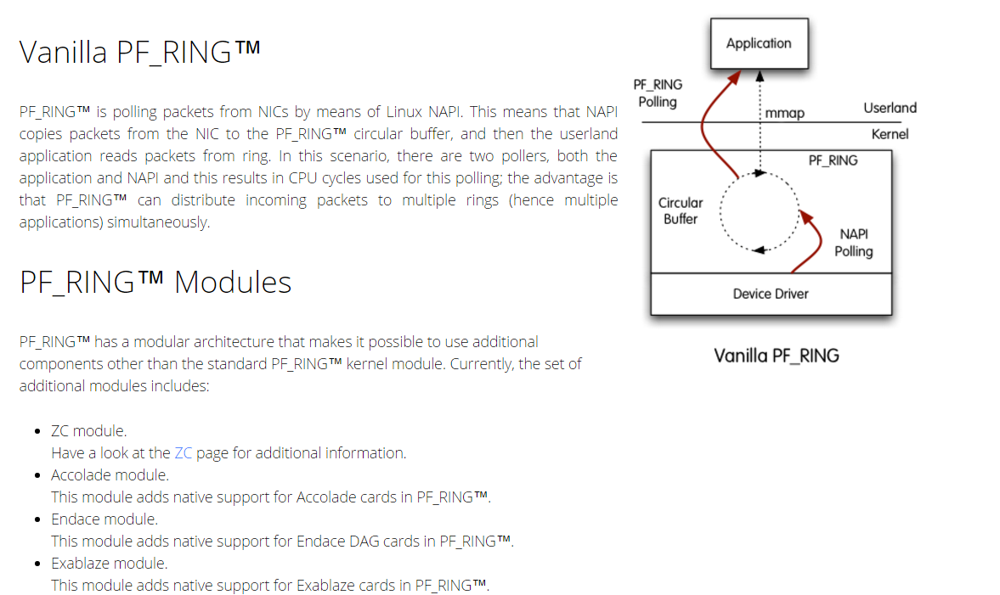 Vanilla PF_RING™
PF_RING™ is polling packets from NICs by means of Linux NAPI. This means that NAPI
copies packets from the NIC to the PF_RING™ circular buffer, and then the userland
application reads packets from ring. In this scenario, there are two pollers, both the
application and NAPI and this results in CPU cycles used for this polling; the advantage is
that PF_RING™ can distribute incoming packets to multiple rings (hence multiple
applications) simultaneously.
PF_RING™ Modules
PF_RING™ has a modular architecture that makes it possible to use additional
components other than the standard PF_RING™ kernel module. Currently, the set of
additional modules includes:
• ZC module.
Have a look at the ZC page for additional information.
• Accolade module.
This module adds native support for Accolade cards in PF_RING™.
• Endace module.
This module adds native support for Endace DAG cards in PF_RING™.
• Exablaze module.
This module adds native support for Exablaze cards in PF_RING™.
Application
PF_RING
Polling
mmap
Userland
Kernel
PF_RING
Circular
Buffer
NAPI
Polling
Device Driver
Vanilla PF_RING